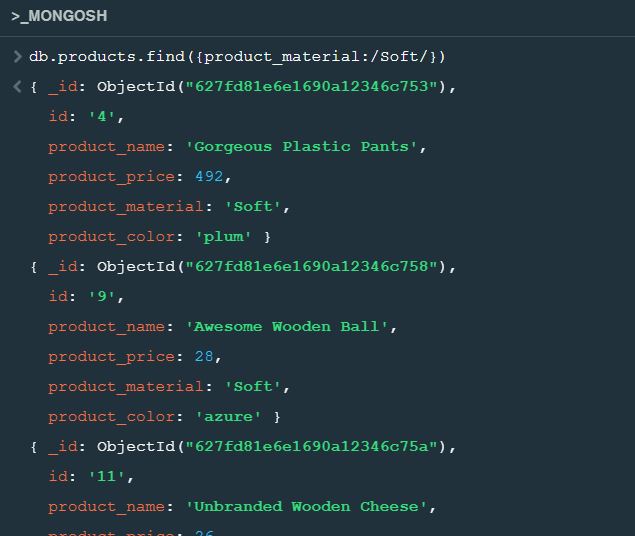 >_MONGOSH
> db.products.find({product_material:/Soft/})
< { _id: ObjectId("627fd81e6e1690a12346c753"),
id: '4',
product_name: 'Gorgeous Plastic Pants',
product_price: 492,
product_material: 'Soft',
product_color: 'plum' }
{ _id: ObjectId("627fd81e6e1690a12346c758"),
id: '9',
product_name: 'Awesome Wooden Ball',
product_price: 28,
product_material: 'Soft',
product_color: 'azure' }
{ _id: ObjectId("627fd81e6e1690a12346c75a"),
id: '11',
product_name: 'Unbranded Wooden Cheese',
product_price: 26